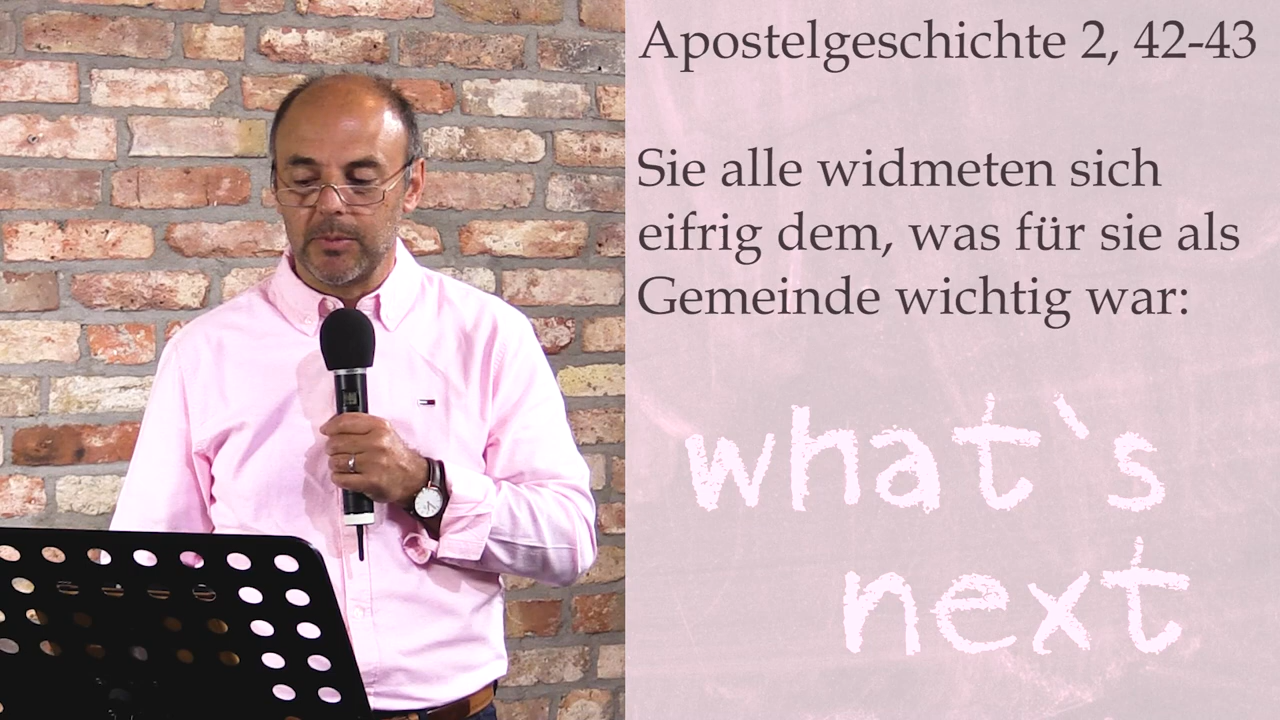 Apostelgeschichte 2, 42-43
Sie alle widmeten sich
eifrig dem, was für sie als
Gemeinde wichtig war:
what`s
next